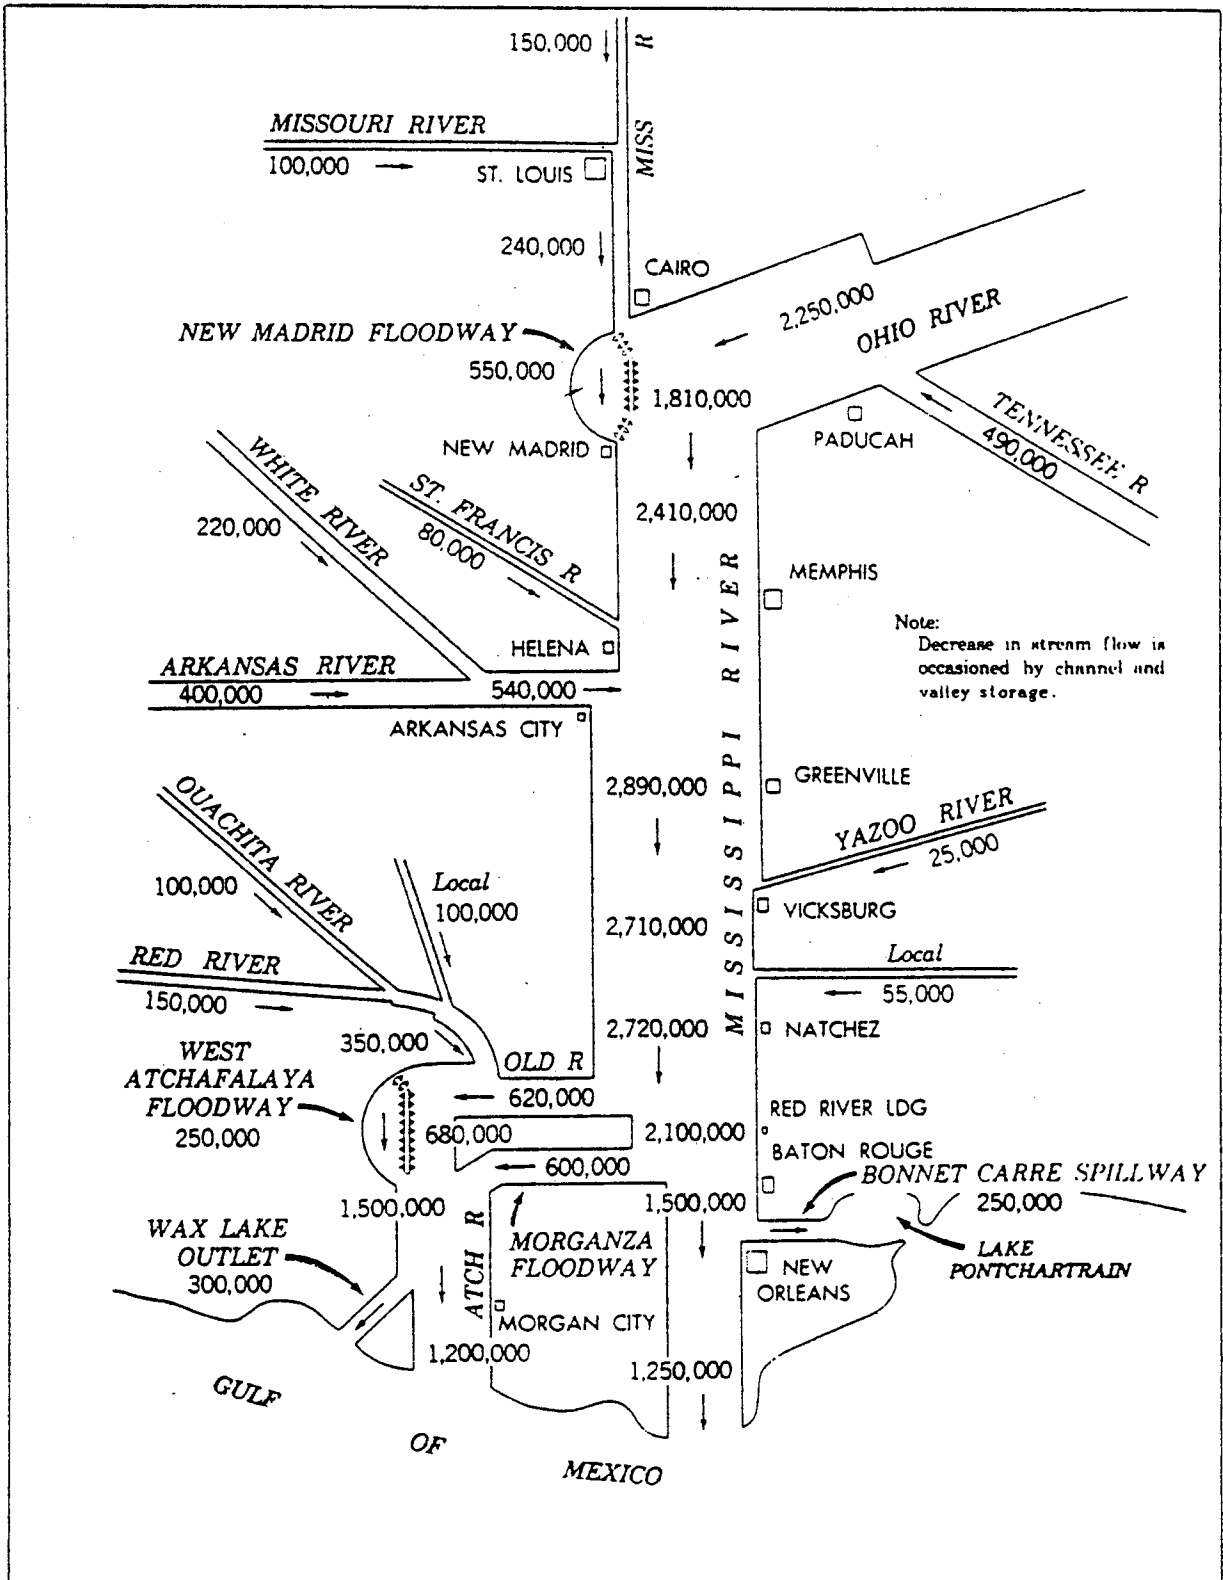 150,000
MISS R
MISSOURI RIVER
100,000
ST. LOUIS
240,000
CAIRO
2,250,000
OHIO RIVER
NEW MADRID FLOODWAY
550,000
1,810,000
TENNESSEE R
490,000
PADUCAH
NEW MADRID
WHITE RIVER
220,000
ST. FRANCIS R
80,000
2,410,000
MEMPHIS
MISSISSIPPI RIVER
Note:
Decrease in stream flow is
occasioned by channel and
valley storage.
HELENA
ARKANSAS RIVER
400,000
540,000
ARKANSAS CITY
2,890,000
GREENVILLE
YAZOO RIVER
25,000
OUACHITA RIVER
100,000
Local
100,000
2,710,000
VICKSBURG
RED RIVER
150,000
Local
55,000
350,000
2,720,000
NATCHEZ
OLD R
WEST
ATCHAFALAYA
FLOODWAY
250,000
620,000
680,000
2,100,000
RED RIVER LDG
BATON ROUGE
600,000
BONNET CARRE SPILLWAY
250,000
1,500,000
1,500,000
WAX LAKE
OUTLET
300,000
ATCH R
MORGANZA
FLOODWAY
LAKE
PONTCHARTRAIN
NEW
ORLEANS
MORGAN CITY
1,200,000
1,250,000
GULF
OF
MEXICO